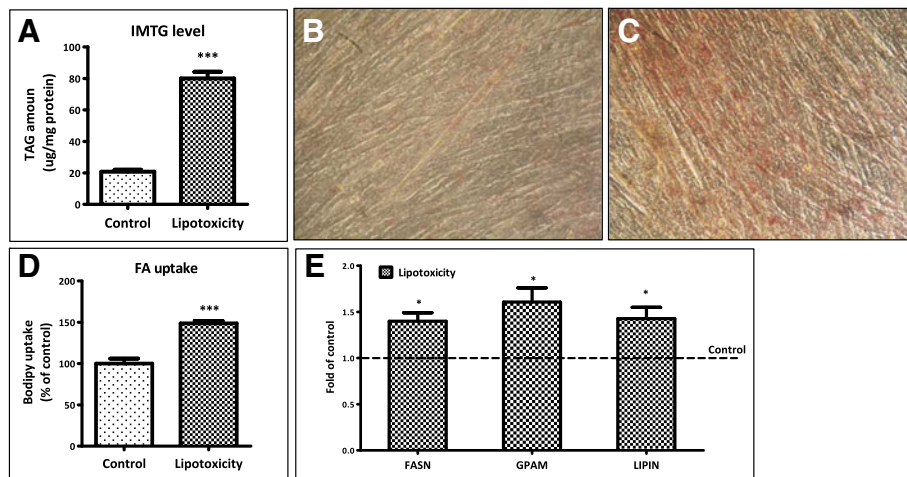 A
IMTG level
***
100
80
60
40
20
0
TAG amoun
(ug/mg protein)
Control
Lipotoxicity
B
C
D
FA uptake
***
200
150
100
50
0
Bodipy uptake
(% of control)
Control
Lipotoxicity
E
Lipotoxicity
2.0
1.5
1.0
0.5
0.0
Fold of control
*
*
*
Control
FASN
GPAM
LIPIN